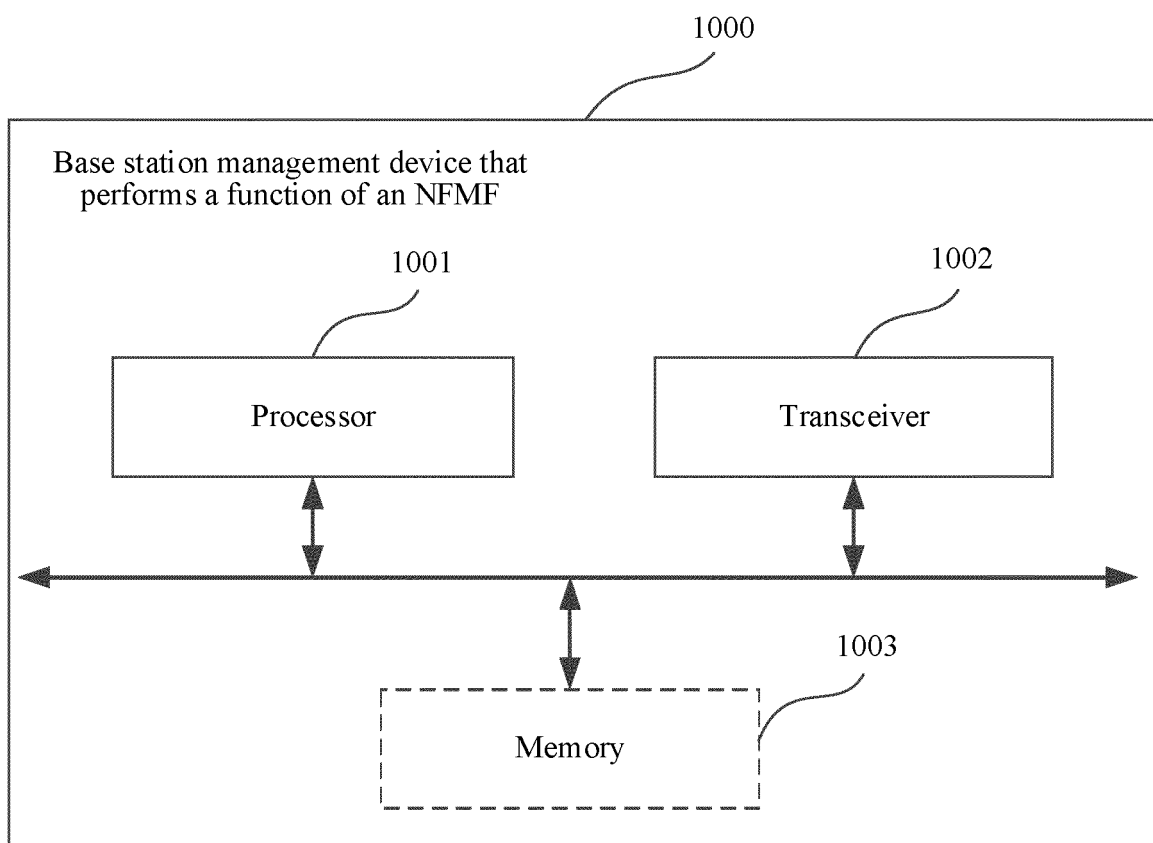 1000
Base station management device that
performs a function of an NFMF
1001
1002
Processor
Transceiver
1003
Memory